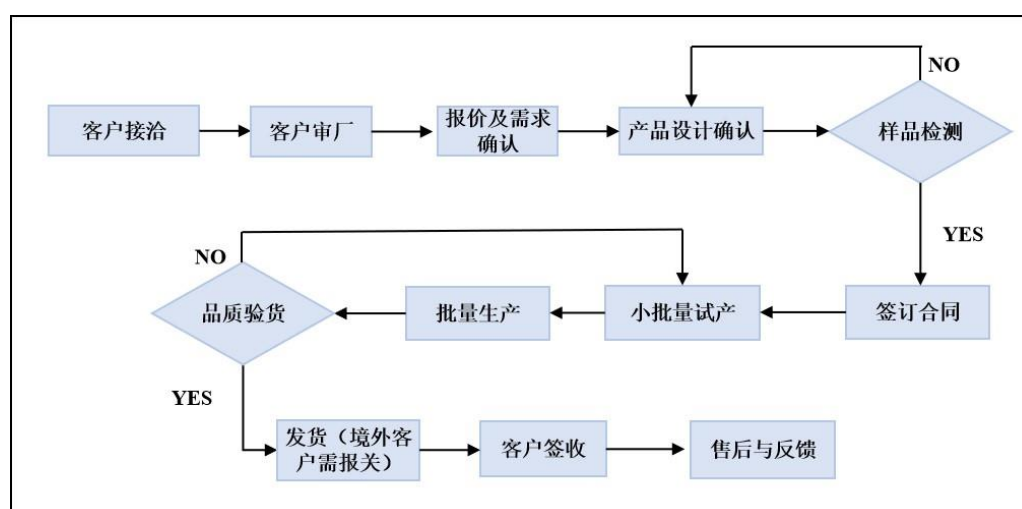 NO
客户接洽
客户审厂
报价及需求
确认
产品设计确认
样品检测
YES
NO
品质验货
批量生产
小批量试产
签订合同
YES
发货（境外客
户需报关）
客户签收
售后与反馈